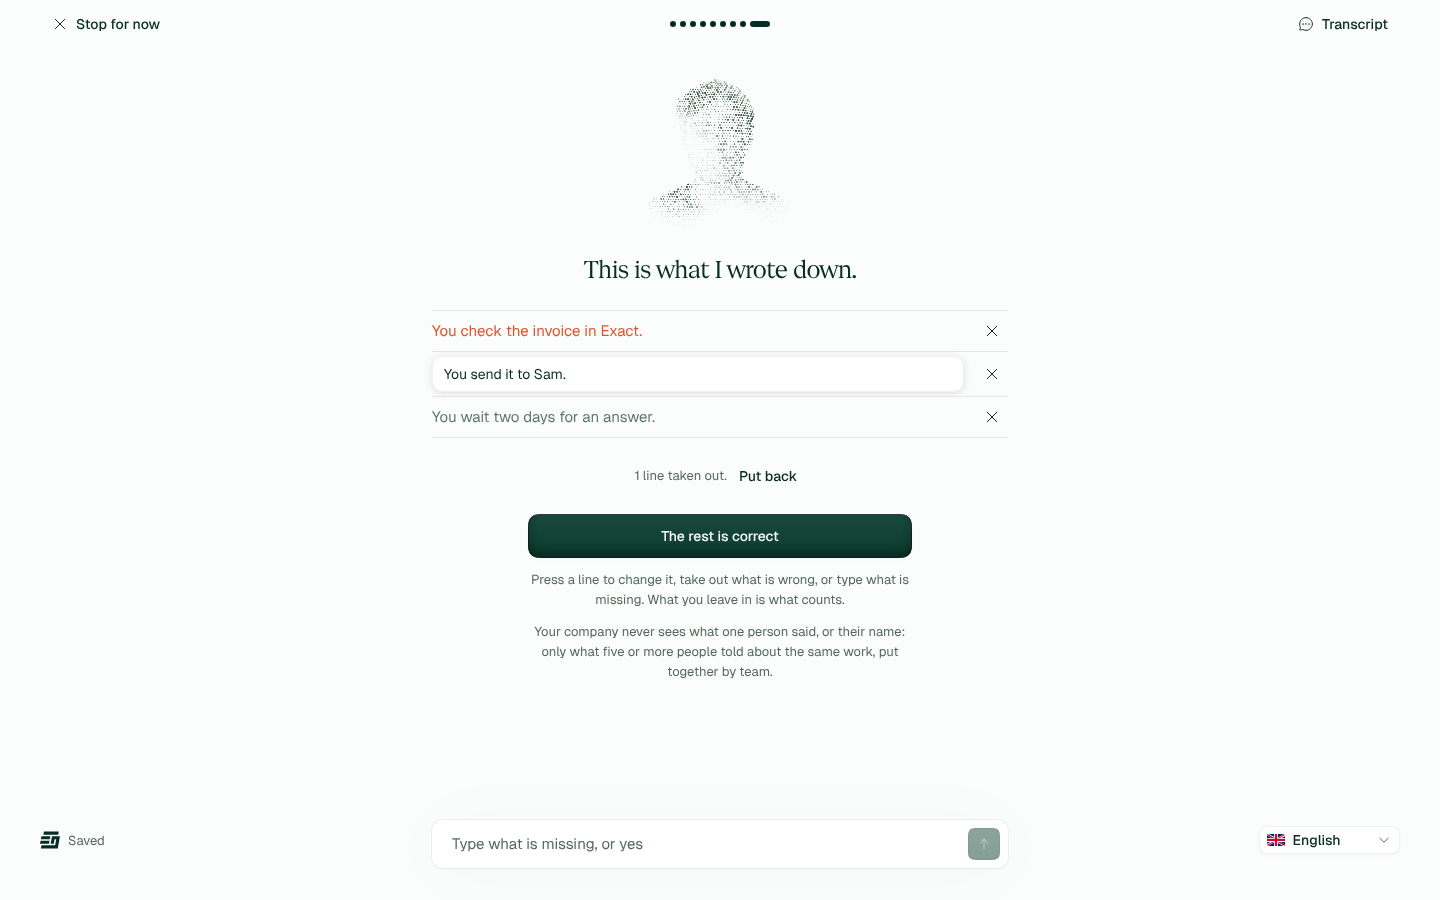 Stop for now
Transcript
This is what I wrote down.
You check the invoice in Exact.
You send it to Sam.
You wait two days for an answer.
1 line taken out. Put back
The rest is correct
Press a line to change it, take out what is wrong, or type what is
missing. What you leave in is what counts.
Your company never sees what one person said, or their name:
only what five or more people told about the same work, put
together by team.
Saved
Type what is missing, or yes
English